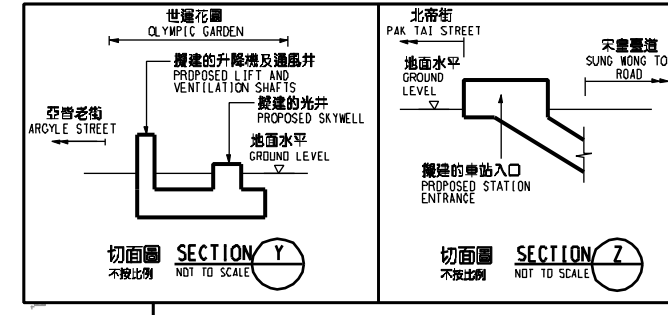 世運花園
OLYMPIC GARDEN
擬建的升降機及通風井
PROPOSED LIFT AND
VENTILATION SHAFTS
擬建的光井
PROPOSED SKYWELL
亞皆老街
ARGYLE STREET
地面水平
GROUND LEVEL
切面圖
不按比例
SECTION
NOT TO SCALE
Y
北帝街
PAK TAI STREET
地面水平
GROUND
LEVEL
宋皇臺道
SUNG WONG TO
ROAD
擬建的車站入口
PROPOSED STATION
ENTRANCE
切面圖
不按比例
SECTION
NOT TO SCALE
Z